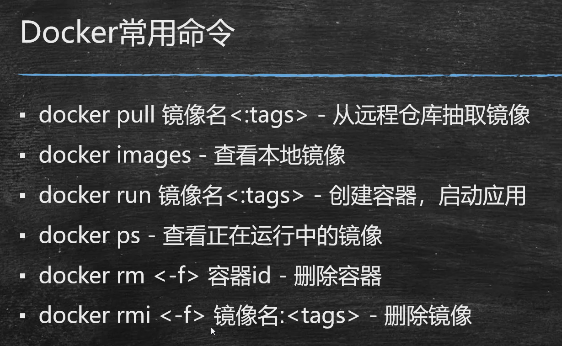 Docker常用命令
▪ docker pull 镜像名<:tags> - 从远程仓库抽取镜像
▪ docker images - 查看本地镜像
▪ docker run 镜像名<:tags> - 创建容器，启动应用
▪ docker ps - 查看正在运行中的镜像
▪ docker rm <-f> 容器id - 删除容器
▪ docker rmi <-f> 镜像名:<tags> - 删除镜像